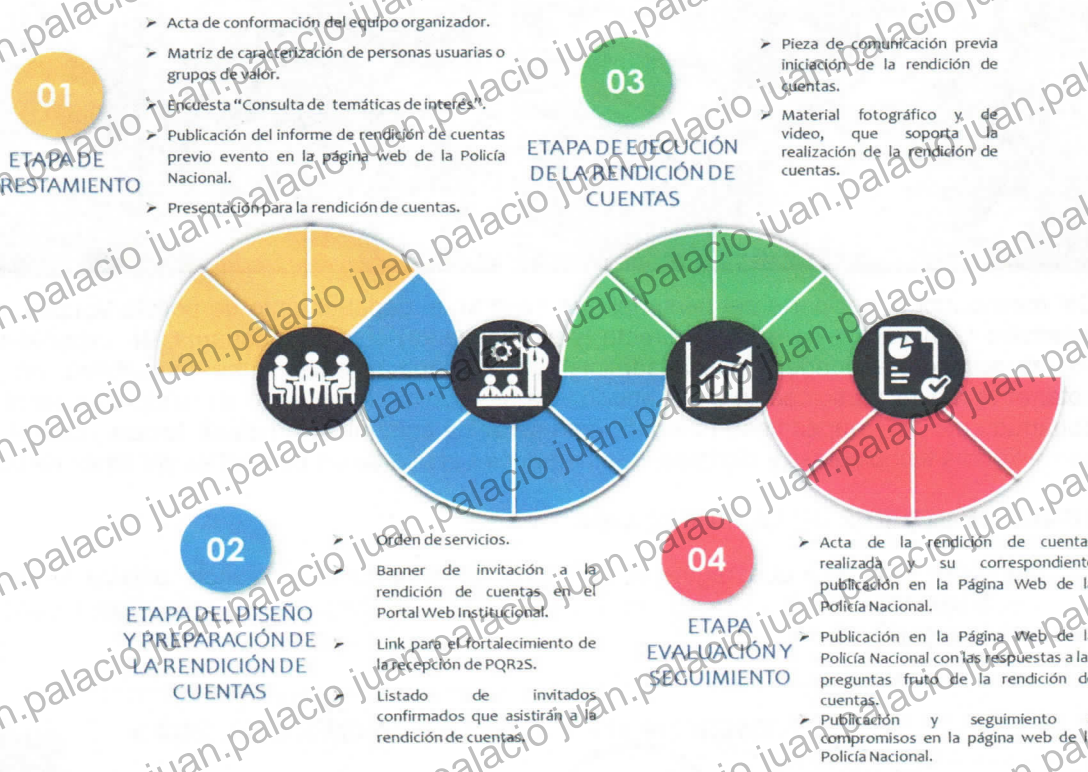 01
ETAPA DE
RESTAMIENTO
Acta de conformación del equipo organizador.
Matriz de caracterización de personas usuarias o
grupos de valor.
Encuesta “Consulta de temáticas de interés”.
Publicación del informe de rendición de cuentas
previo evento en la página web de la Policía
Nacional.
Presentación para la rendición de cuentas.
03
ETAPA DE EJECUCIÓN
DE LA RENDICIÓN DE
CUENTAS
Pieza de comunicación previa
iniciación de la rendición de
cuentas.
Material fotográfico y de
video, que soporta la
realización de la rendición de
cuentas.
02
ETAPA DEL DISEÑO
Y PREPARACIÓN DE
LA RENDICIÓN DE
CUENTAS
Orden de servicios.
Banner de invitación a la
rendición de cuentas en el
Portal Web Institucional.
Link para el fortalecimiento de
la recepción de PQR2S.
Listado de invitados
confirmados que asistirán a la
rendición de cuentas.
04
ETAPA
EVALUACIÓN Y
SEGUIMIENTO
Acta de la rendición de cuenta
realizada y su correspondiente
publicación en la Página Web de l
Policía Nacional.
Publicación en la Página Web de l
Policía Nacional con las respuestas a la
preguntas fruto de la rendición de
cuentas.
Publicación y seguimiento
compromisos en la página web de l
Policía Nacional.
juan.palacio juan.palacio juan.palacio